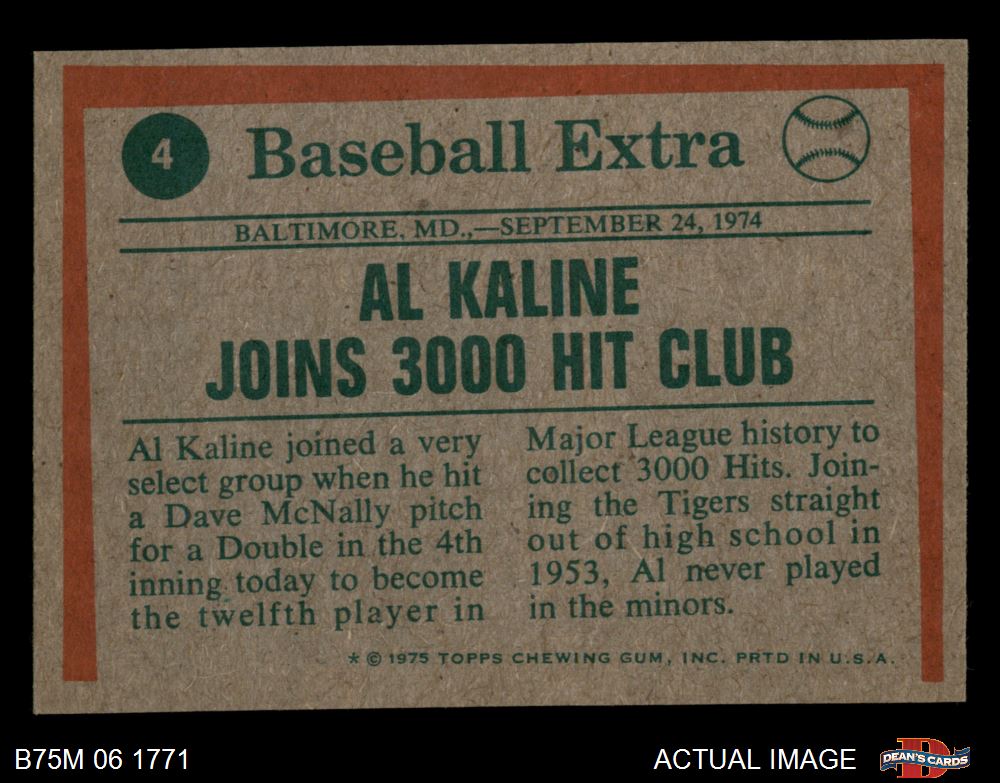 4
Baseball Extra
BALTIMORE, MD.,—SEPTEMBER 24, 1974
AL KALINE
JOINS 3000 HIT CLUB
Al Kaline joined a very
select group when he hit
a Dave McNally pitch
for a Double in the 4th
inning today to become
the twelfth player in
Major League history to
collect 3000 Hits. Join-
ing the Tigers straight
out of high school in
1953, Al never played
in the minors.
* © 1975 TOPPS CHEWING GUM, INC. PRTD IN U.S.A.
B75M 06 1771
ACTUAL IMAGE
D
DEAN'S CARDS